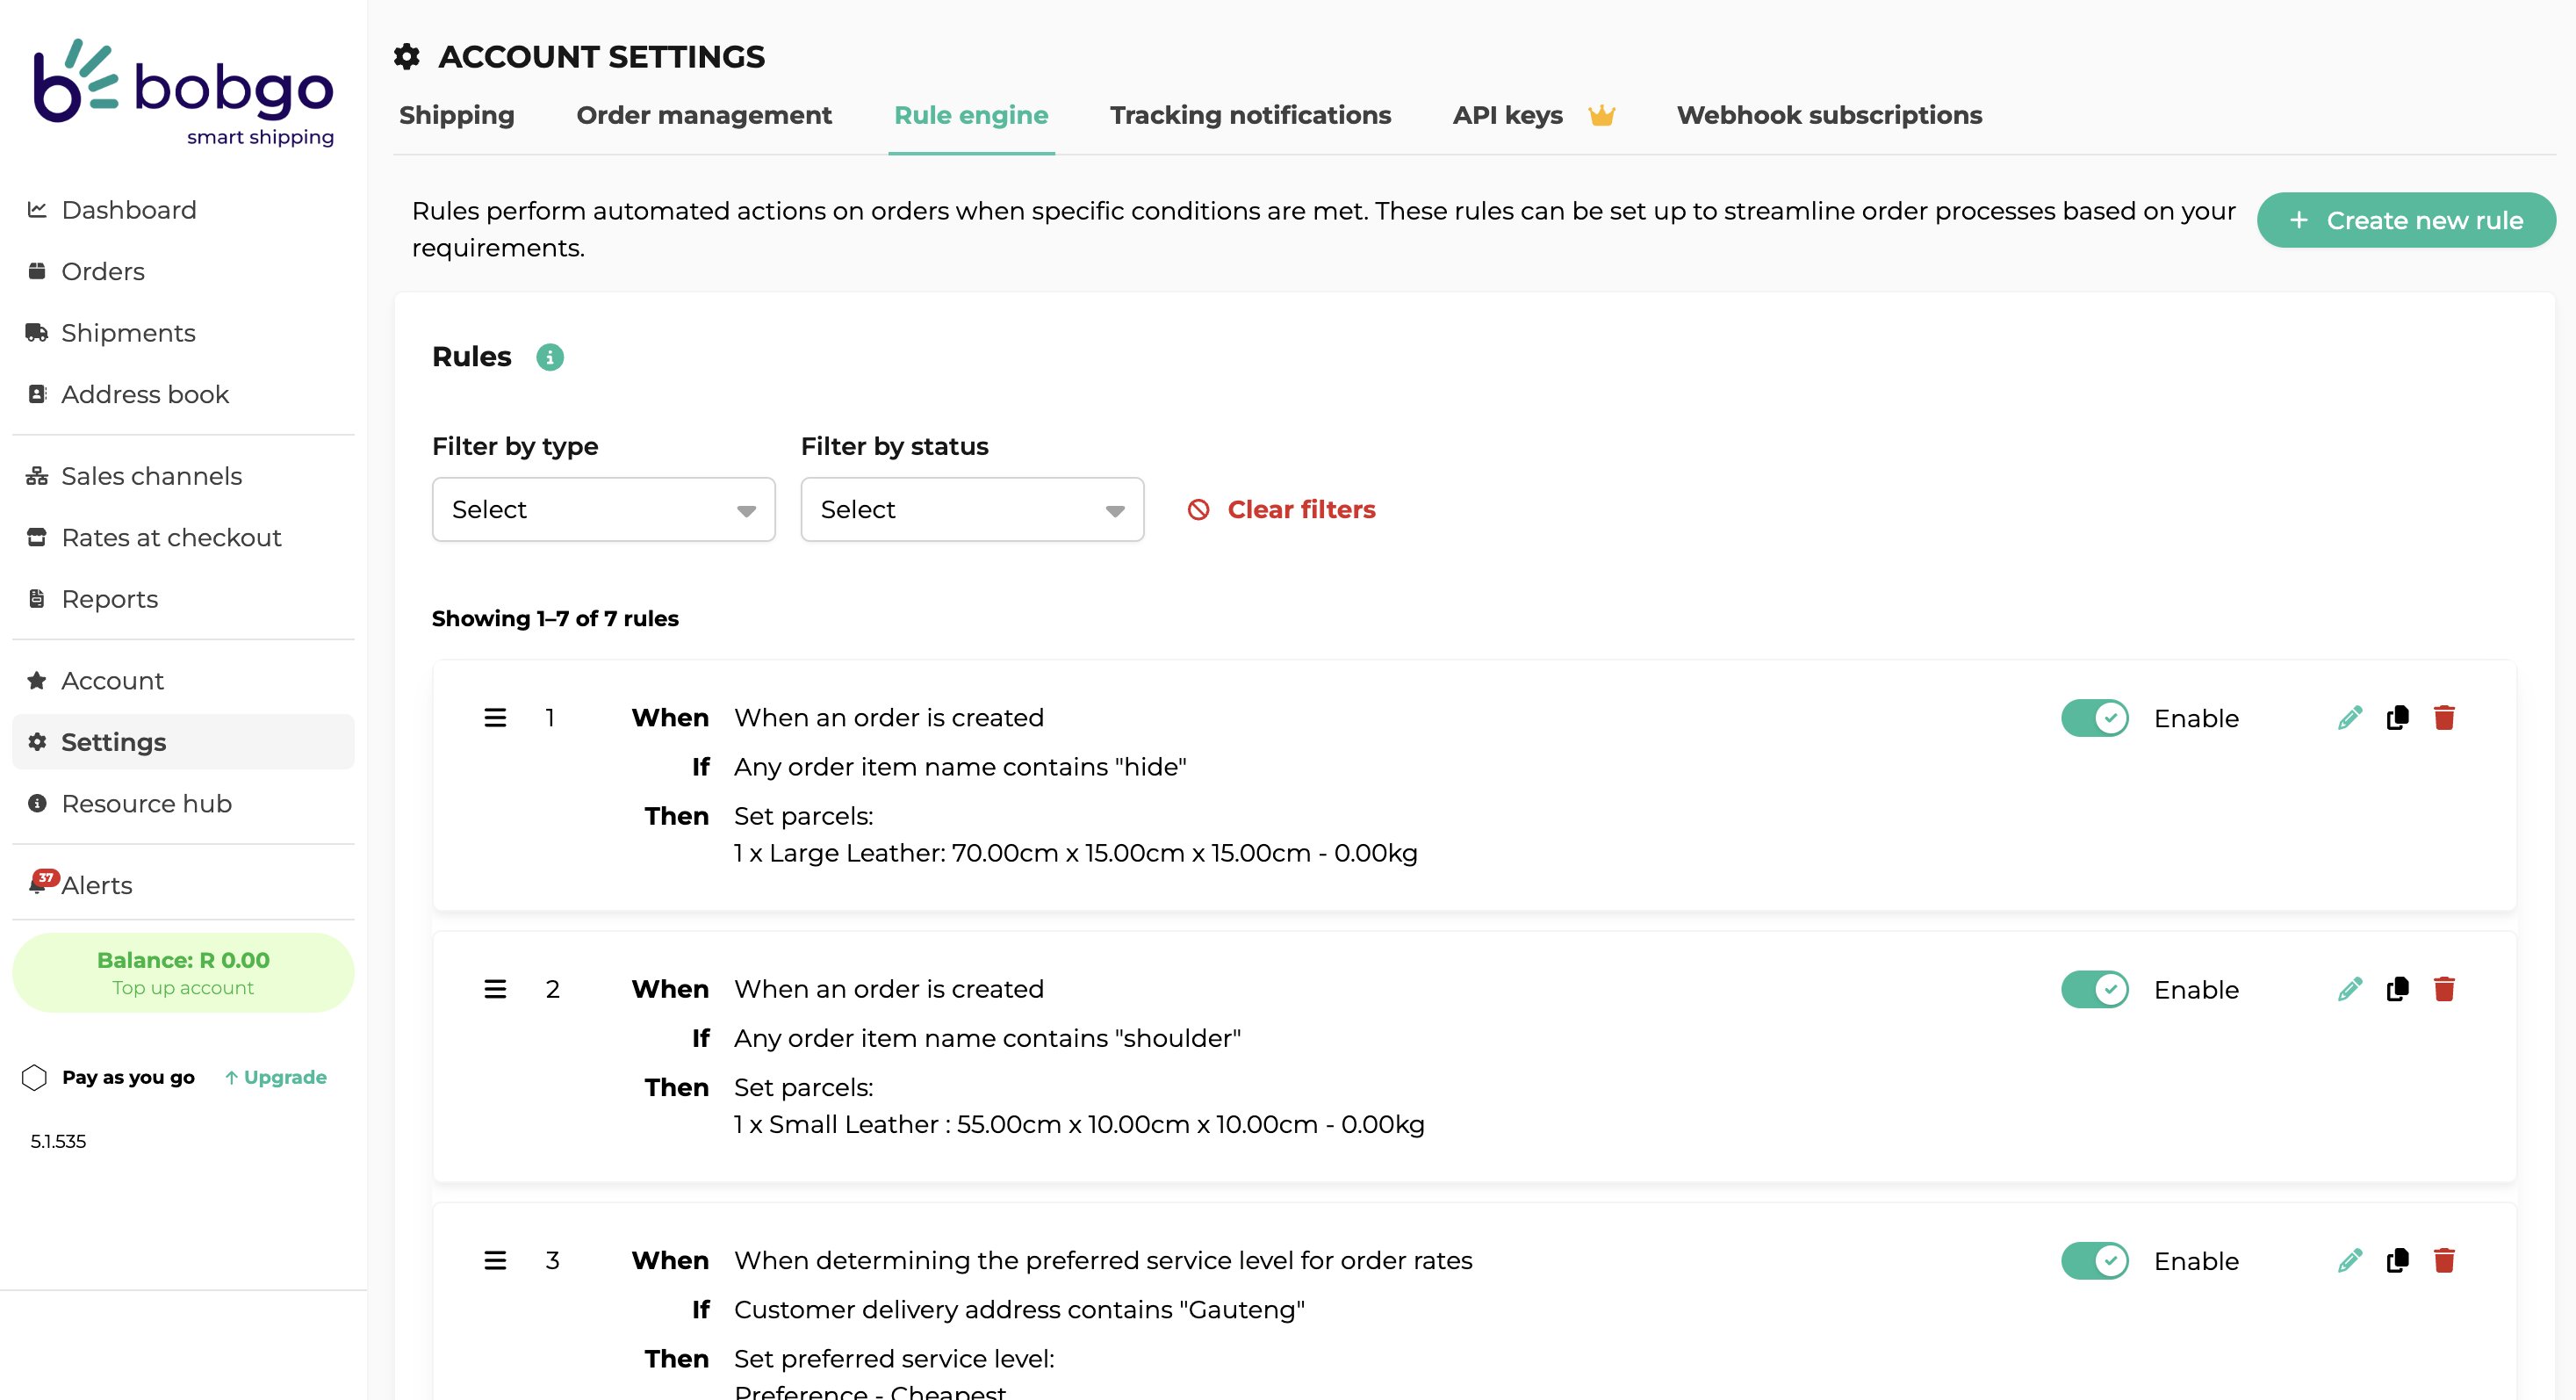 bobgo
smart shipping
Dashboard
Orders
Shipments
Address book
Sales channels
Rates at checkout
Reports
Account
Settings
Resource hub
37
Alerts
Balance: R 0.00
Top up account
Pay as you go
Upgrade
5.1.535
ACCOUNT SETTINGS
Shipping
Order management
Rule engine
Tracking notifications
API keys
Webhook subscriptions
Rules perform automated actions on orders when specific conditions are met. These rules can be set up to streamline order processes based on your
requirements.
+ Create new rule
Rules
Filter by type
Filter by status
Select
Select
Clear filters
Showing 1–7 of 7 rules
1 When When an order is created
Enable
If Any order item name contains "hide"
Then Set parcels:
1 x Large Leather: 70.00cm x 15.00cm x 15.00cm - 0.00kg
2 When When an order is created
Enable
If Any order item name contains "shoulder"
Then Set parcels:
1 x Small Leather : 55.00cm x 10.00cm x 10.00cm - 0.00kg
3 When When determining the preferred service level for order rates
Enable
If Customer delivery address contains "Gauteng"
Then Set preferred service level:
Preference - Cheapest